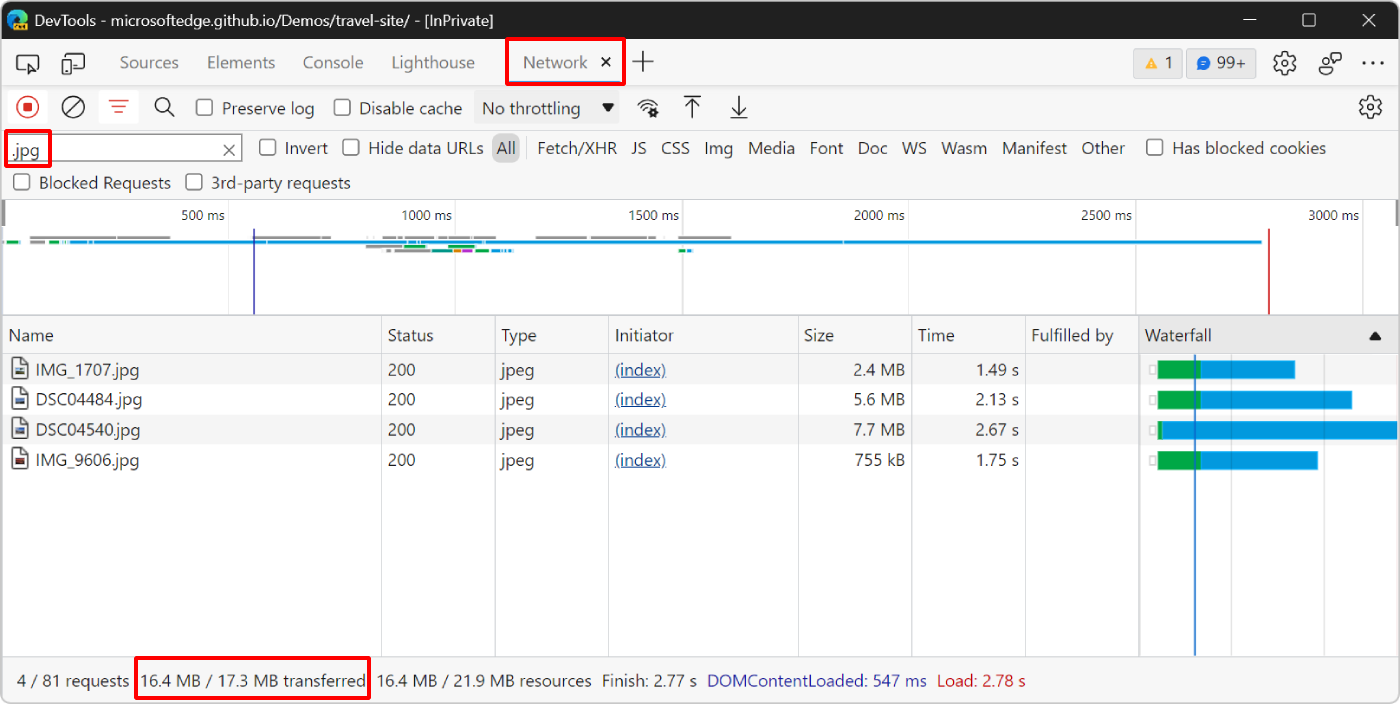 DevTools - microsoftedge.github.io/Demos/travel-site/ - [InPrivate]
Sources Elements Console Lighthouse Network 1 99+
Preserve log Disable cache No throttling
.jpg Invert Hide data URLs All Fetch/XHR JS CSS Img Media Font Doc WS Wasm Manifest Other Has blocked cookies
Blocked Requests 3rd-party requests
500 ms 1000 ms 1500 ms 2000 ms 2500 ms 3000 ms
Name Status Type Initiator Size Time Fulfilled by Waterfall
IMG_1707.jpg 200 jpeg (index) 2.4 MB 1.49 s
DSC04484.jpg 200 jpeg (index) 5.6 MB 2.13 s
DSC04540.jpg 200 jpeg (index) 7.7 MB 2.67 s
IMG_9606.jpg 200 jpeg (index) 755 kB 1.75 s
4 / 81 requests 16.4 MB / 17.3 MB transferred 16.4 MB / 21.9 MB resources Finish: 2.77 s DOMContentLoaded: 547 ms Load: 2.78 s